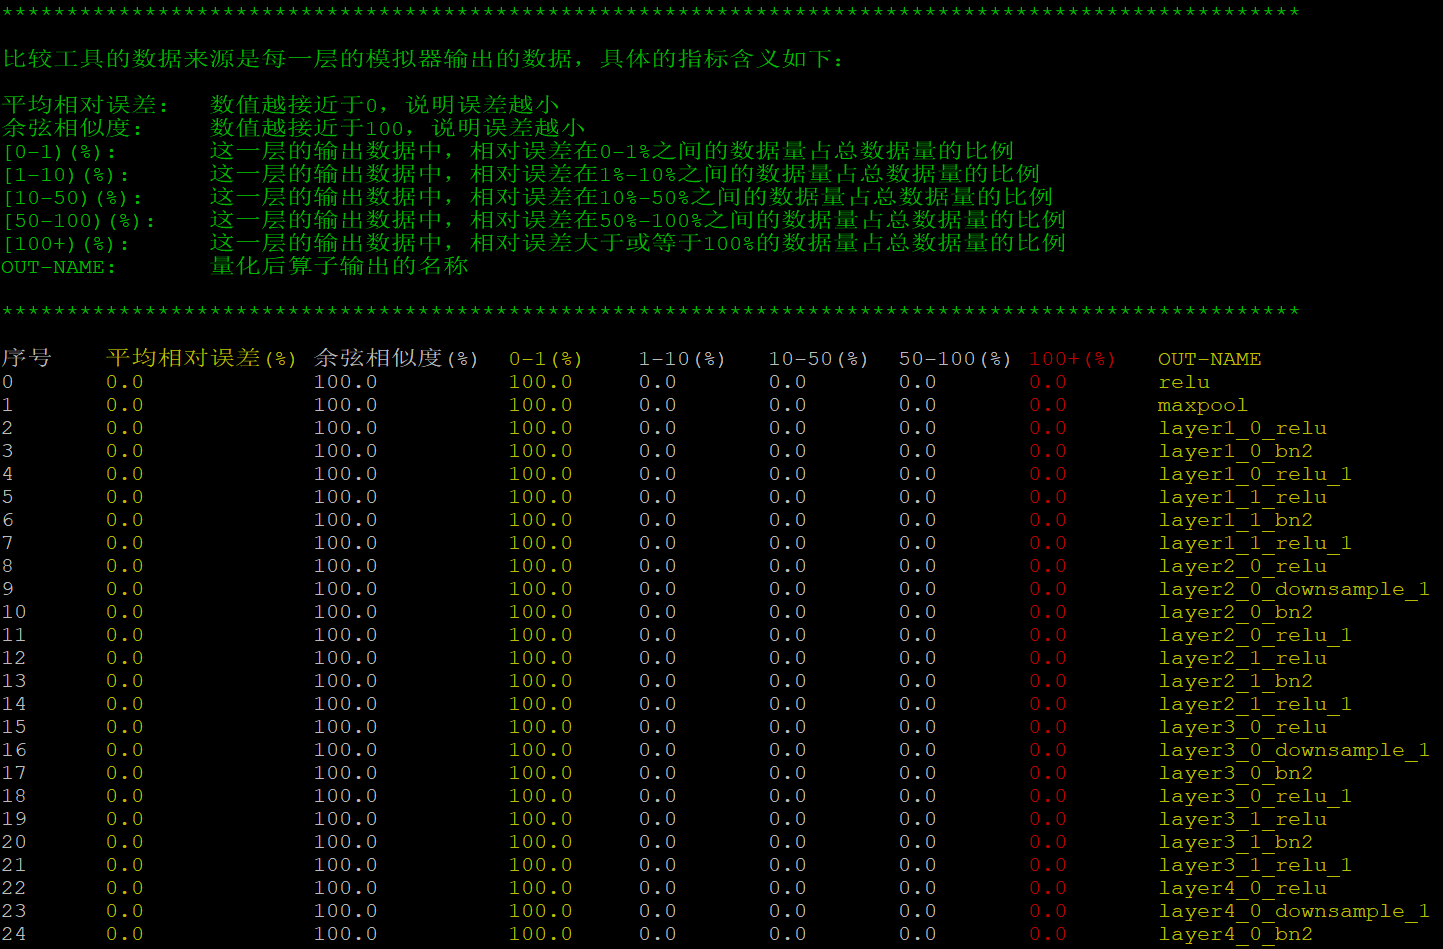 ****************************************************************************************************
比较工具的数据来源是每一层的模拟器输出的数据，具体的指标含义如下：
平均相对误差： 数值越接近于0，说明误差越小
余弦相似度： 数值越接近于100，说明误差越小
[0-1)(%): 这一层的输出数据中，相对误差在0-1%之间的数据量占总数据量的比例
[1-10)(%): 这一层的输出数据中，相对误差在1%-10%之间的数据量占总数据量的比例
[10-50)(%): 这一层的输出数据中，相对误差在10%-50%之间的数据量占总数据量的比例
[50-100)(%): 这一层的输出数据中，相对误差在50%-100%之间的数据量占总数据量的比例
[100+)(%): 这一层的输出数据中，相对误差大于或等于100%的数据量占总数据量的比例
OUT-NAME: 量化后算子输出的名称
****************************************************************************************************
序号 平均相对误差(%) 余弦相似度(%) 0-1(%) 1-10(%) 10-50(%) 50-100(%) 100+(%) OUT-NAME
0 0.0 100.0 100.0 0.0 0.0 0.0 0.0 relu
1 0.0 100.0 100.0 0.0 0.0 0.0 0.0 maxpool
2 0.0 100.0 100.0 0.0 0.0 0.0 0.0 layer1_0_relu
3 0.0 100.0 100.0 0.0 0.0 0.0 0.0 layer1_0_bn2
4 0.0 100.0 100.0 0.0 0.0 0.0 0.0 layer1_0_relu_1
5 0.0 100.0 100.0 0.0 0.0 0.0 0.0 layer1_1_relu
6 0.0 100.0 100.0 0.0 0.0 0.0 0.0 layer1_1_bn2
7 0.0 100.0 100.0 0.0 0.0 0.0 0.0 layer1_1_relu_1
8 0.0 100.0 100.0 0.0 0.0 0.0 0.0 layer2_0_relu
9 0.0 100.0 100.0 0.0 0.0 0.0 0.0 layer2_0_downsample_1
10 0.0 100.0 100.0 0.0 0.0 0.0 0.0 layer2_0_bn2
11 0.0 100.0 100.0 0.0 0.0 0.0 0.0 layer2_0_relu_1
12 0.0 100.0 100.0 0.0 0.0 0.0 0.0 layer2_1_relu
13 0.0 100.0 100.0 0.0 0.0 0.0 0.0 layer2_1_bn2
14 0.0 100.0 100.0 0.0 0.0 0.0 0.0 layer2_1_relu_1
15 0.0 100.0 100.0 0.0 0.0 0.0 0.0 layer3_0_relu
16 0.0 100.0 100.0 0.0 0.0 0.0 0.0 layer3_0_downsample_1
17 0.0 100.0 100.0 0.0 0.0 0.0 0.0 layer3_0_bn2
18 0.0 100.0 100.0 0.0 0.0 0.0 0.0 layer3_0_relu_1
19 0.0 100.0 100.0 0.0 0.0 0.0 0.0 layer3_1_relu
20 0.0 100.0 100.0 0.0 0.0 0.0 0.0 layer3_1_bn2
21 0.0 100.0 100.0 0.0 0.0 0.0 0.0 layer3_1_relu_1
22 0.0 100.0 100.0 0.0 0.0 0.0 0.0 layer4_0_relu
23 0.0 100.0 100.0 0.0 0.0 0.0 0.0 layer4_0_downsample_1
24 0.0 100.0 100.0 0.0 0.0 0.0 0.0 layer4_0_bn2